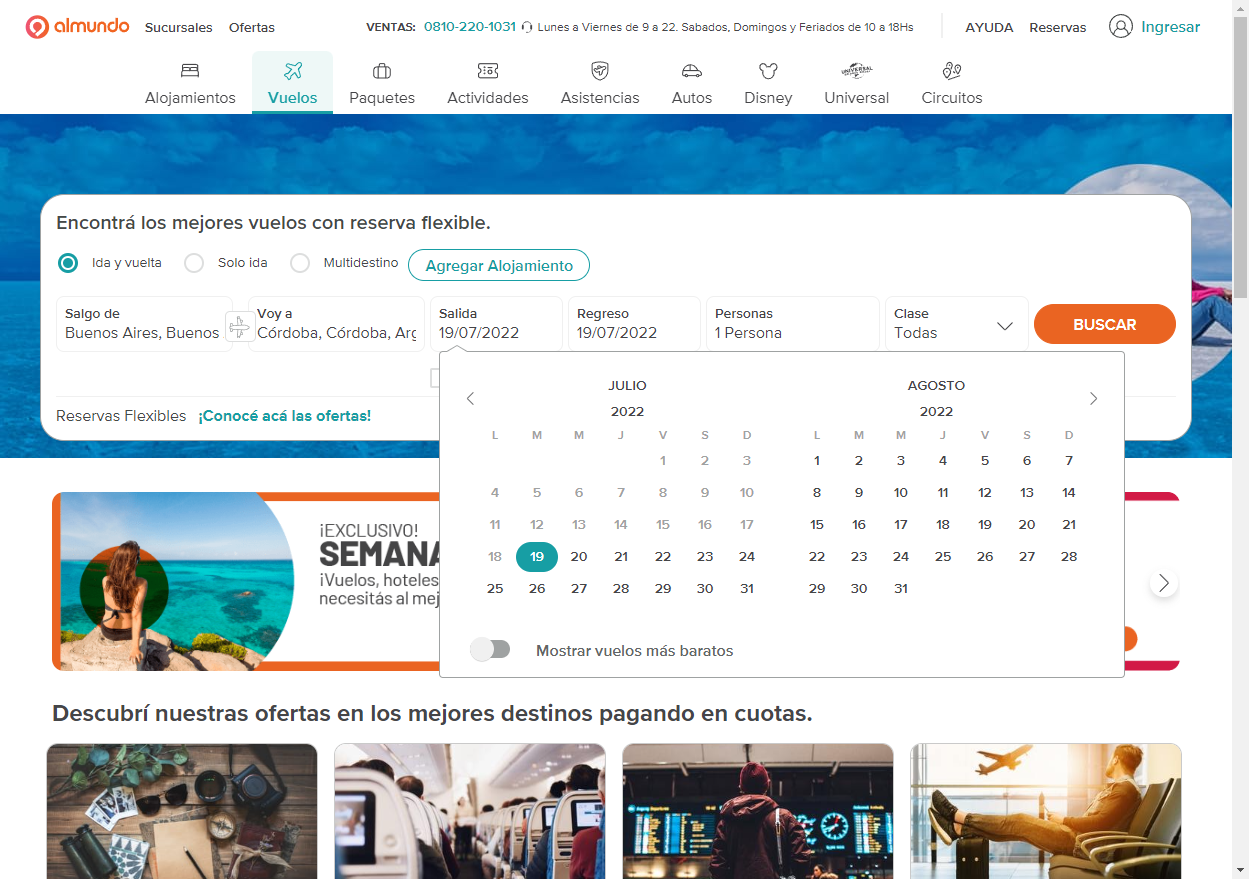 almundo Sucursales Ofertas VENTAS: 0810-220-1031 Lunes a Viernes de 9 a 22. Sabados, Domingos y Feriados de 10 a 18Hs AYUDA Reservas Ingresar
Alojamientos Vuelos Paquetes Actividades Asistencias Autos Disney Universal Circuitos
Encontrá los mejores vuelos con reserva flexible.
Ida y vuelta Solo ida Multidestino Agregar Alojamiento
Salgo de Voy a Salida Regreso Personas Clase
Buenos Aires, Buenos Córdoba, Córdoba, Arg 19/07/2022 19/07/2022 1 Persona Todas BUSCAR
Reservas Flexibles ¡Conocé acá las ofertas!
JULIO AGOSTO
2022 2022
L M M J V S D L M M J V S D
1 2 3 1 2 3 4 5 6 7
4 5 6 7 8 9 10 8 9 10 11 12 13 14
11 12 13 14 15 16 17 15 16 17 18 19 20 21
18 19 20 21 22 23 24 22 23 24 25 26 27 28
25 26 27 28 29 30 31 29 30 31
Mostrar vuelos más baratos
¡EXCLUSIVO!
SEMANA
¡Vuelos, hoteles
necesitás al mej
Descubrí nuestras ofertas en los mejores destinos pagando en cuotas.